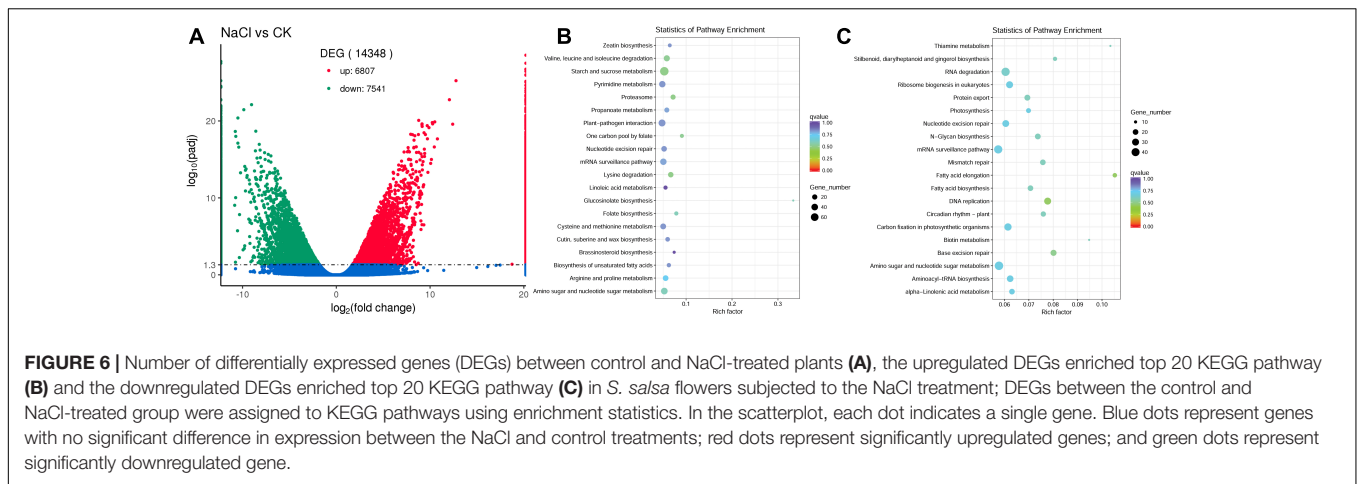 A
NaCl vs CK
DEG ( 14348 )
up: 6807
down: 7541
log10(padj)
20
10
1.3
0
-10
0
10
20
log2(fold change)
B
Statistics of Pathway Enrichment
Zeatin biosynthesis
Valine, leucine and isoleucine degradation
Starch and sucrose metabolism
Pyrimidine metabolism
Proteasome
Propanoate metabolism
Plant−pathogen interaction
One carbon pool by folate
Nucleotide excision repair
mRNA surveillance pathway
Lysine degradation
Linoleic acid metabolism
Glucosinolate biosynthesis
Folate biosynthesis
Cysteine and methionine metabolism
Cutin, suberine and wax biosynthesis
Brassinosteroid biosynthesis
Biosynthesis of unsaturated fatty acids
Arginine and proline metabolism
Amino sugar and nucleotide sugar metabolism
0.1
0.2
0.3
Rich factor
qvalue
1.00
0.75
0.50
0.25
0.00
Gene_number
20
40
60
C
Statistics of Pathway Enrichment
Thiamine metabolism
Stilbenoid, diarylheptanoid and gingerol biosynthesis
RNA degradation
Ribosome biogenesis in eukaryotes
Protein export
Photosynthesis
Nucleotide excision repair
N−Glycan biosynthesis
mRNA surveillance pathway
Mismatch repair
Fatty acid elongation
Fatty acid biosynthesis
DNA replication
Circadian rhythm − plant
Carbon fixation in photosynthetic organisms
Biotin metabolism
Base excision repair
Amino sugar and nucleotide sugar metabolism
Aminoacyl−tRNA biosynthesis
alpha−Linolenic acid metabolism
0.06
0.07
0.08
0.09
0.10
Rich factor
Gene_number
10
20
30
40
qvalue
1.00
0.75
0.50
0.25
0.00
FIGURE 6 | Number of differentially expressed genes (DEGs) between control and NaCl-treated plants (A), the upregulated DEGs enriched top 20 KEGG pathway
(B) and the downregulated DEGs enriched top 20 KEGG pathway (C) in S. salsa flowers subjected to the NaCl treatment; DEGs between the control and
NaCl-treated group were assigned to KEGG pathways using enrichment statistics. In the scatterplot, each dot indicates a single gene. Blue dots represent genes
with no significant difference in expression between the NaCl and control treatments; red dots represent significantly upregulated genes; and green dots represent
significantly downregulated gene.